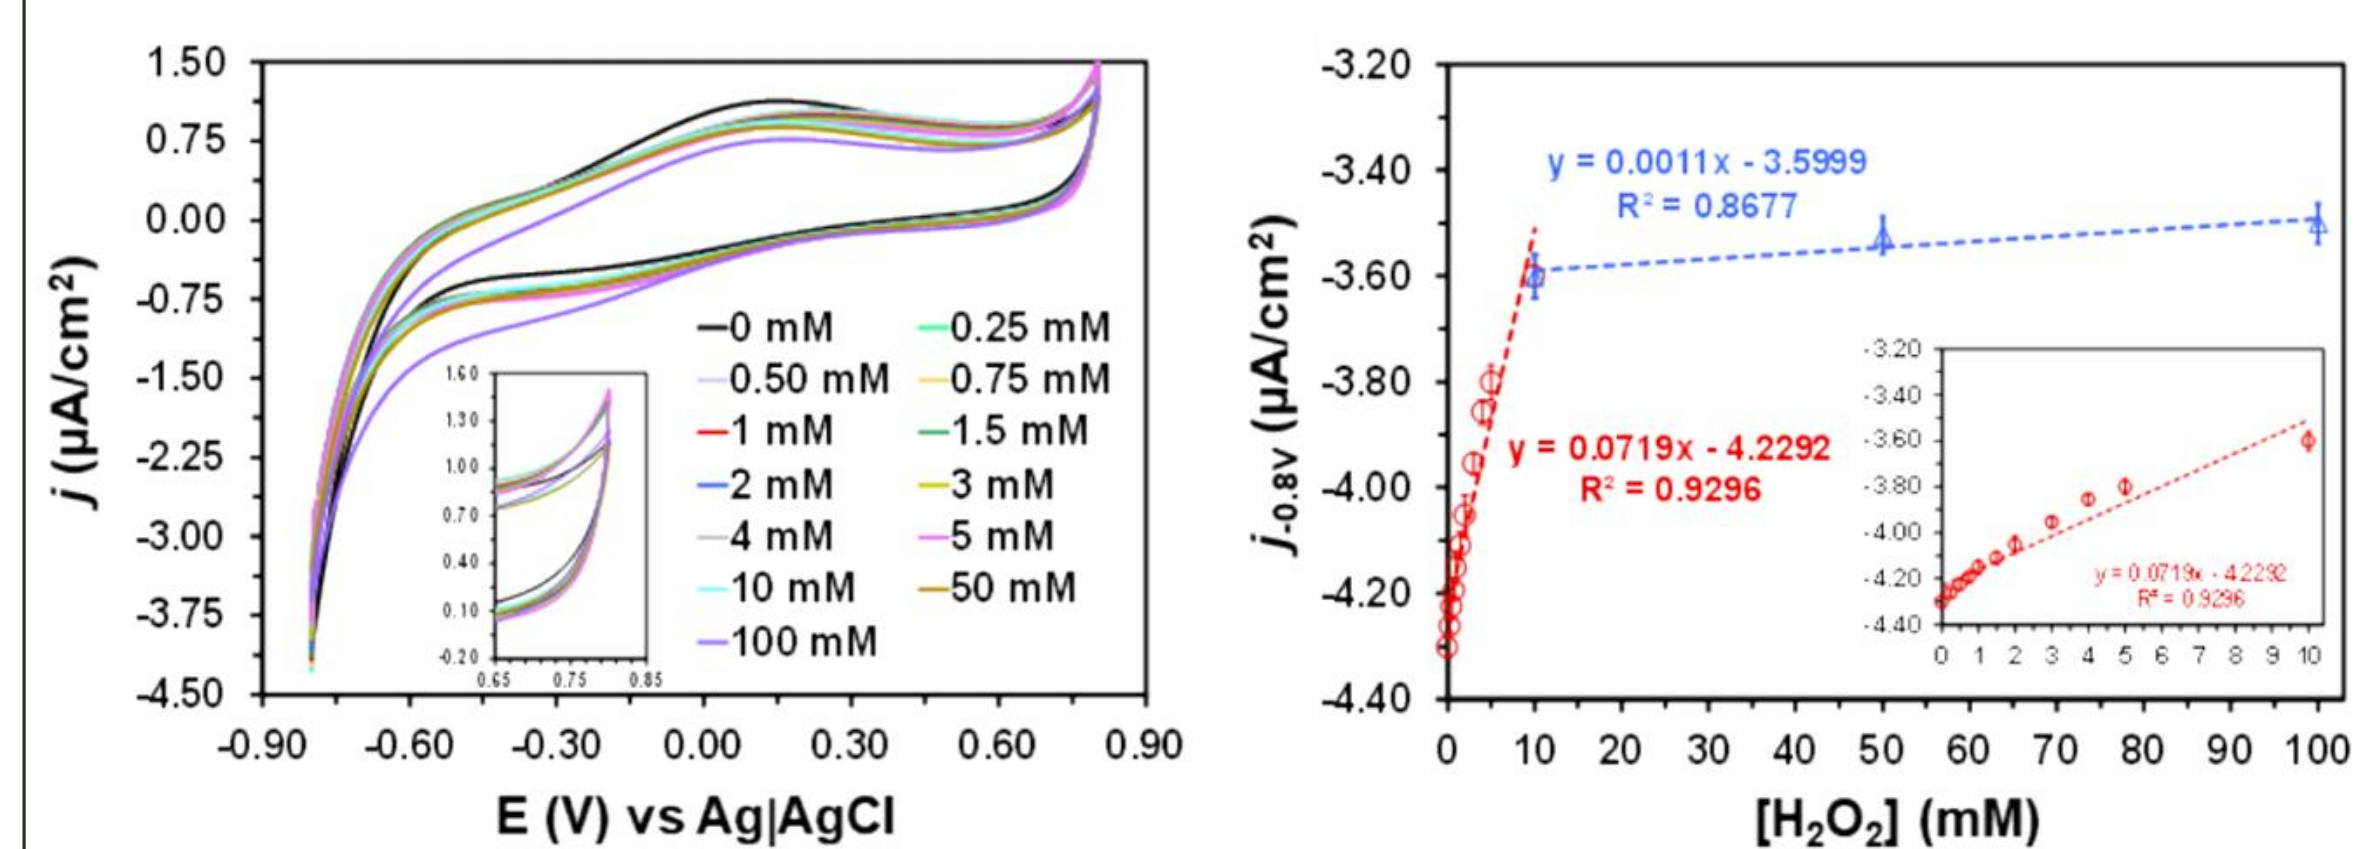 1.50
0.75
0.00
-0.75
-1.50
-2.25
-3.00
-3.75
-4.50
j (µA/cm²)
-0.90 -0.60 -0.30 0.00 0.30 0.60 0.90
E (V) vs Ag|AgCl
0 mM 0.25 mM
0.50 mM 0.75 mM
1 mM 1.5 mM
2 mM 3 mM
4 mM 5 mM
10 mM 50 mM
100 mM
1.60
1.30
1.00
0.70
0.40
0.10
-0.20
0.65 0.75 0.85
-3.20
-3.40
-3.60
-3.80
-4.00
-4.20
-4.40
j-0.8V (µA/cm²)
y = 0.0011x - 3.5999
R² = 0.8677
y = 0.0719x - 4.2292
R² = 0.9296
-3.20
-3.40
-3.60
-3.80
-4.00
-4.20
-4.40
y = 0.0719x - 4.2292
R² = 0.9296
0 1 2 3 4 5 6 7 8 9 10
0 10 20 30 40 50 60 70 80 90 100
[H₂O₂] (mM)